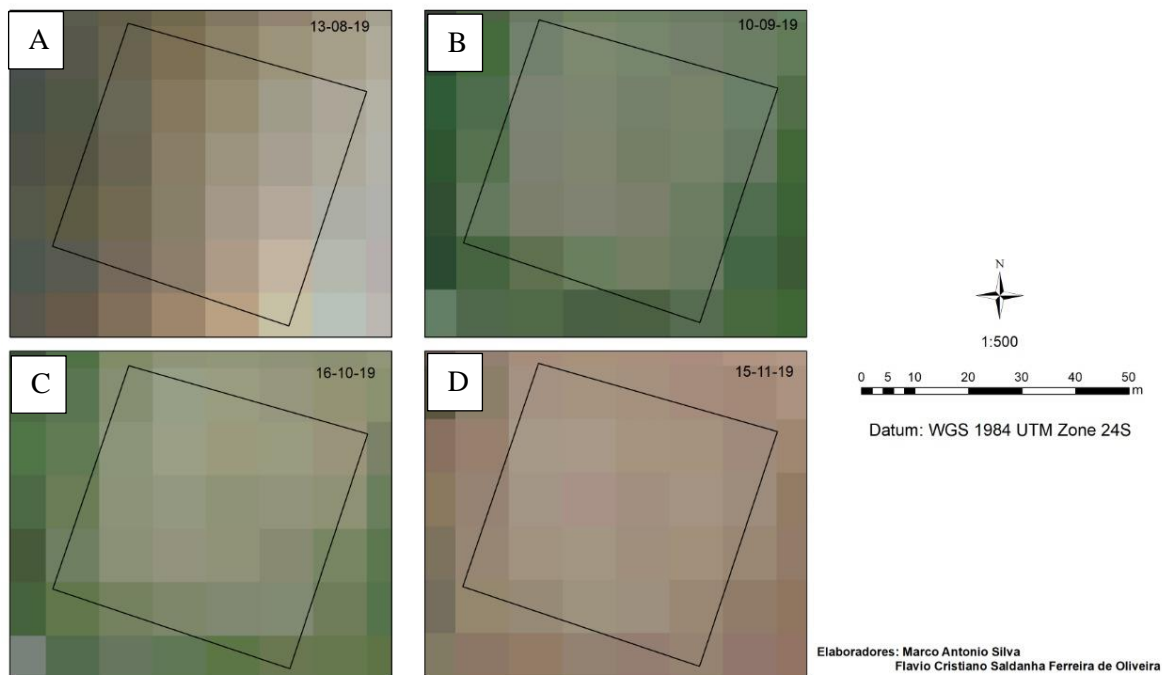 A
13-08-19
B
10-09-19
C
16-10-19
D
15-11-19
N
1:500
0 5 10 20 30 40 50
m
Datum: WGS 1984 UTM Zone 24S
Elaboradores: Marco Antonio Silva
Flavio Cristiano Saldanha Ferreira de Oliveira